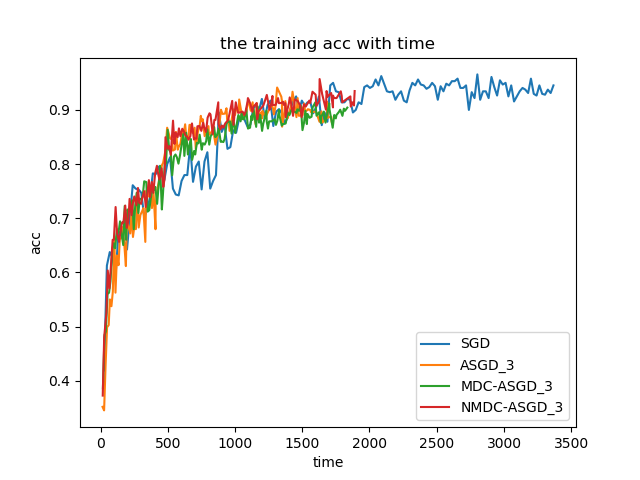 the training acc with time
acc
0.9
0.8
0.7
0.6
0.5
0.4
SGD
ASGD_3
MDC-ASGD_3
NMDC-ASGD_3
0 500 1000 1500 2000 2500 3000 3500
time